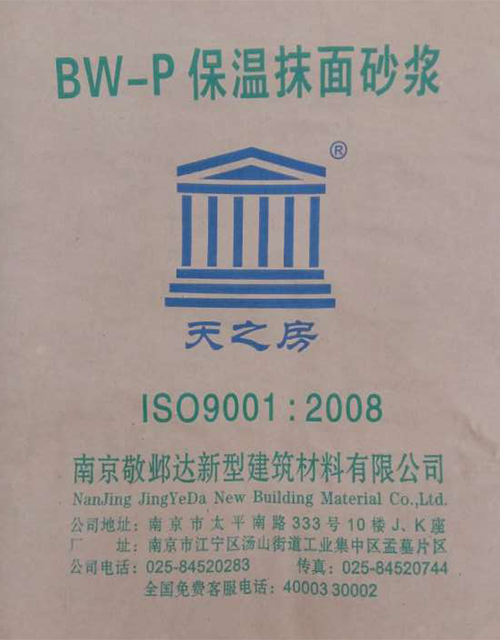 BW-P 保温抹面砂浆
®
天之房
ISO9001:2008
南京敬邺达新型建筑材料有限公司
NanJing JingYeDa New Building Material Co.,Ltd.
公司地址: 南京市太平南路333号10楼J、K座
厂 址: 南京市江宁区汤山街道工业集中区孟墓片区
公司电话: 025-84520283 传真: 025-84520744
全国免费客服电话: 4000330002